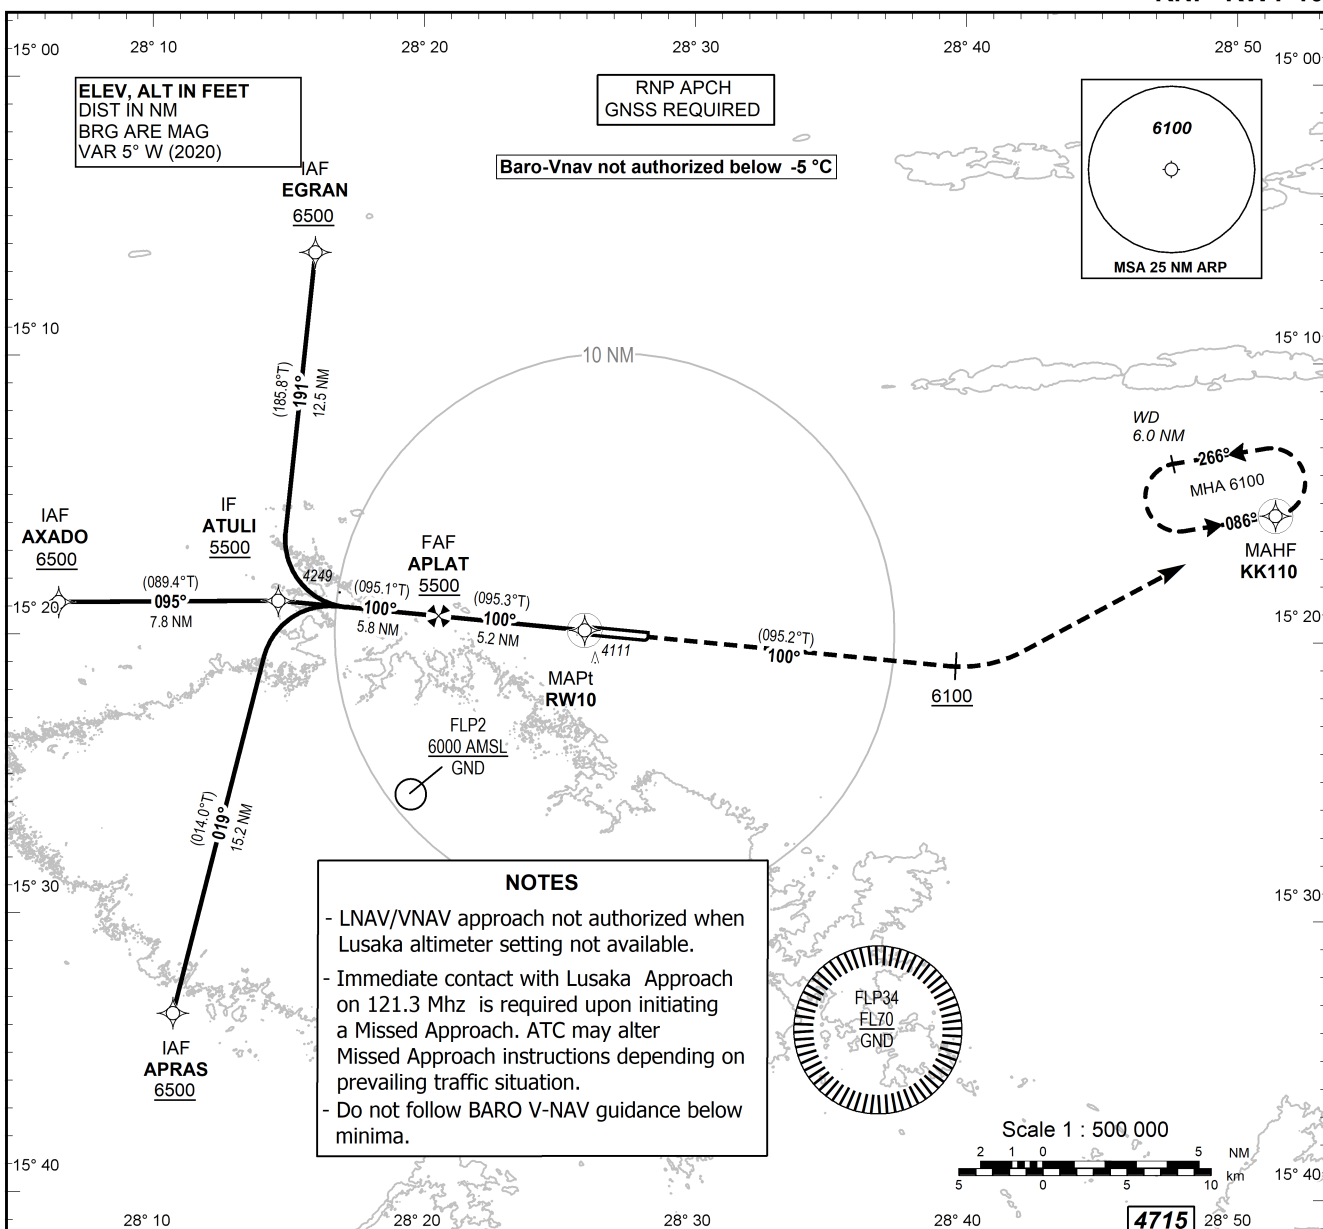 28° 10
28° 20
28° 30
28° 40
28° 50
15° 00
15° 00
ELEV, ALT IN FEET
DIST IN NM
BRG ARE MAG
VAR 5° W (2020)
RNP APCH
GNSS REQUIRED
Baro-Vnav not authorized below -5 °C
6100
MSA 25 NM ARP
IAF
EGRAN
6500
15° 10
15° 10
10 NM
(185.8°T)
191°
12.5 NM
WD
6.0 NM
266°
MHA 6100
086°
MAHF
KK110
IAF
AXADO
6500
IF
ATULI
5500
FAF
APLAT
5500
4249
15° 20
15° 20
(089.4°T)
095°
7.8 NM
(095.1°T)
100°
5.8 NM
(095.3°T)
100°
5.2 NM
4111
(095.2°T)
100°
MAPt
RW10
6100
FLP2
6000 AMSL
GND
(014.0°T)
019°
15.2 NM
15° 30
15° 30
NOTES
- LNAV/VNAV approach not authorized when
Lusaka altimeter setting not available.
- Immediate contact with Lusaka Approach
on 121.3 Mhz is required upon initiating
a Missed Approach. ATC may alter
Missed Approach instructions depending on
prevailing traffic situation.
- Do not follow BARO V-NAV guidance below
minima.
FLP34
FL70
GND
IAF
APRAS
6500
Scale 1 : 500 000
2 1 0 5 NM
5 0 5 10 km
15° 40
15° 40
28° 10
28° 20
28° 30
28° 40
4715
28° 50